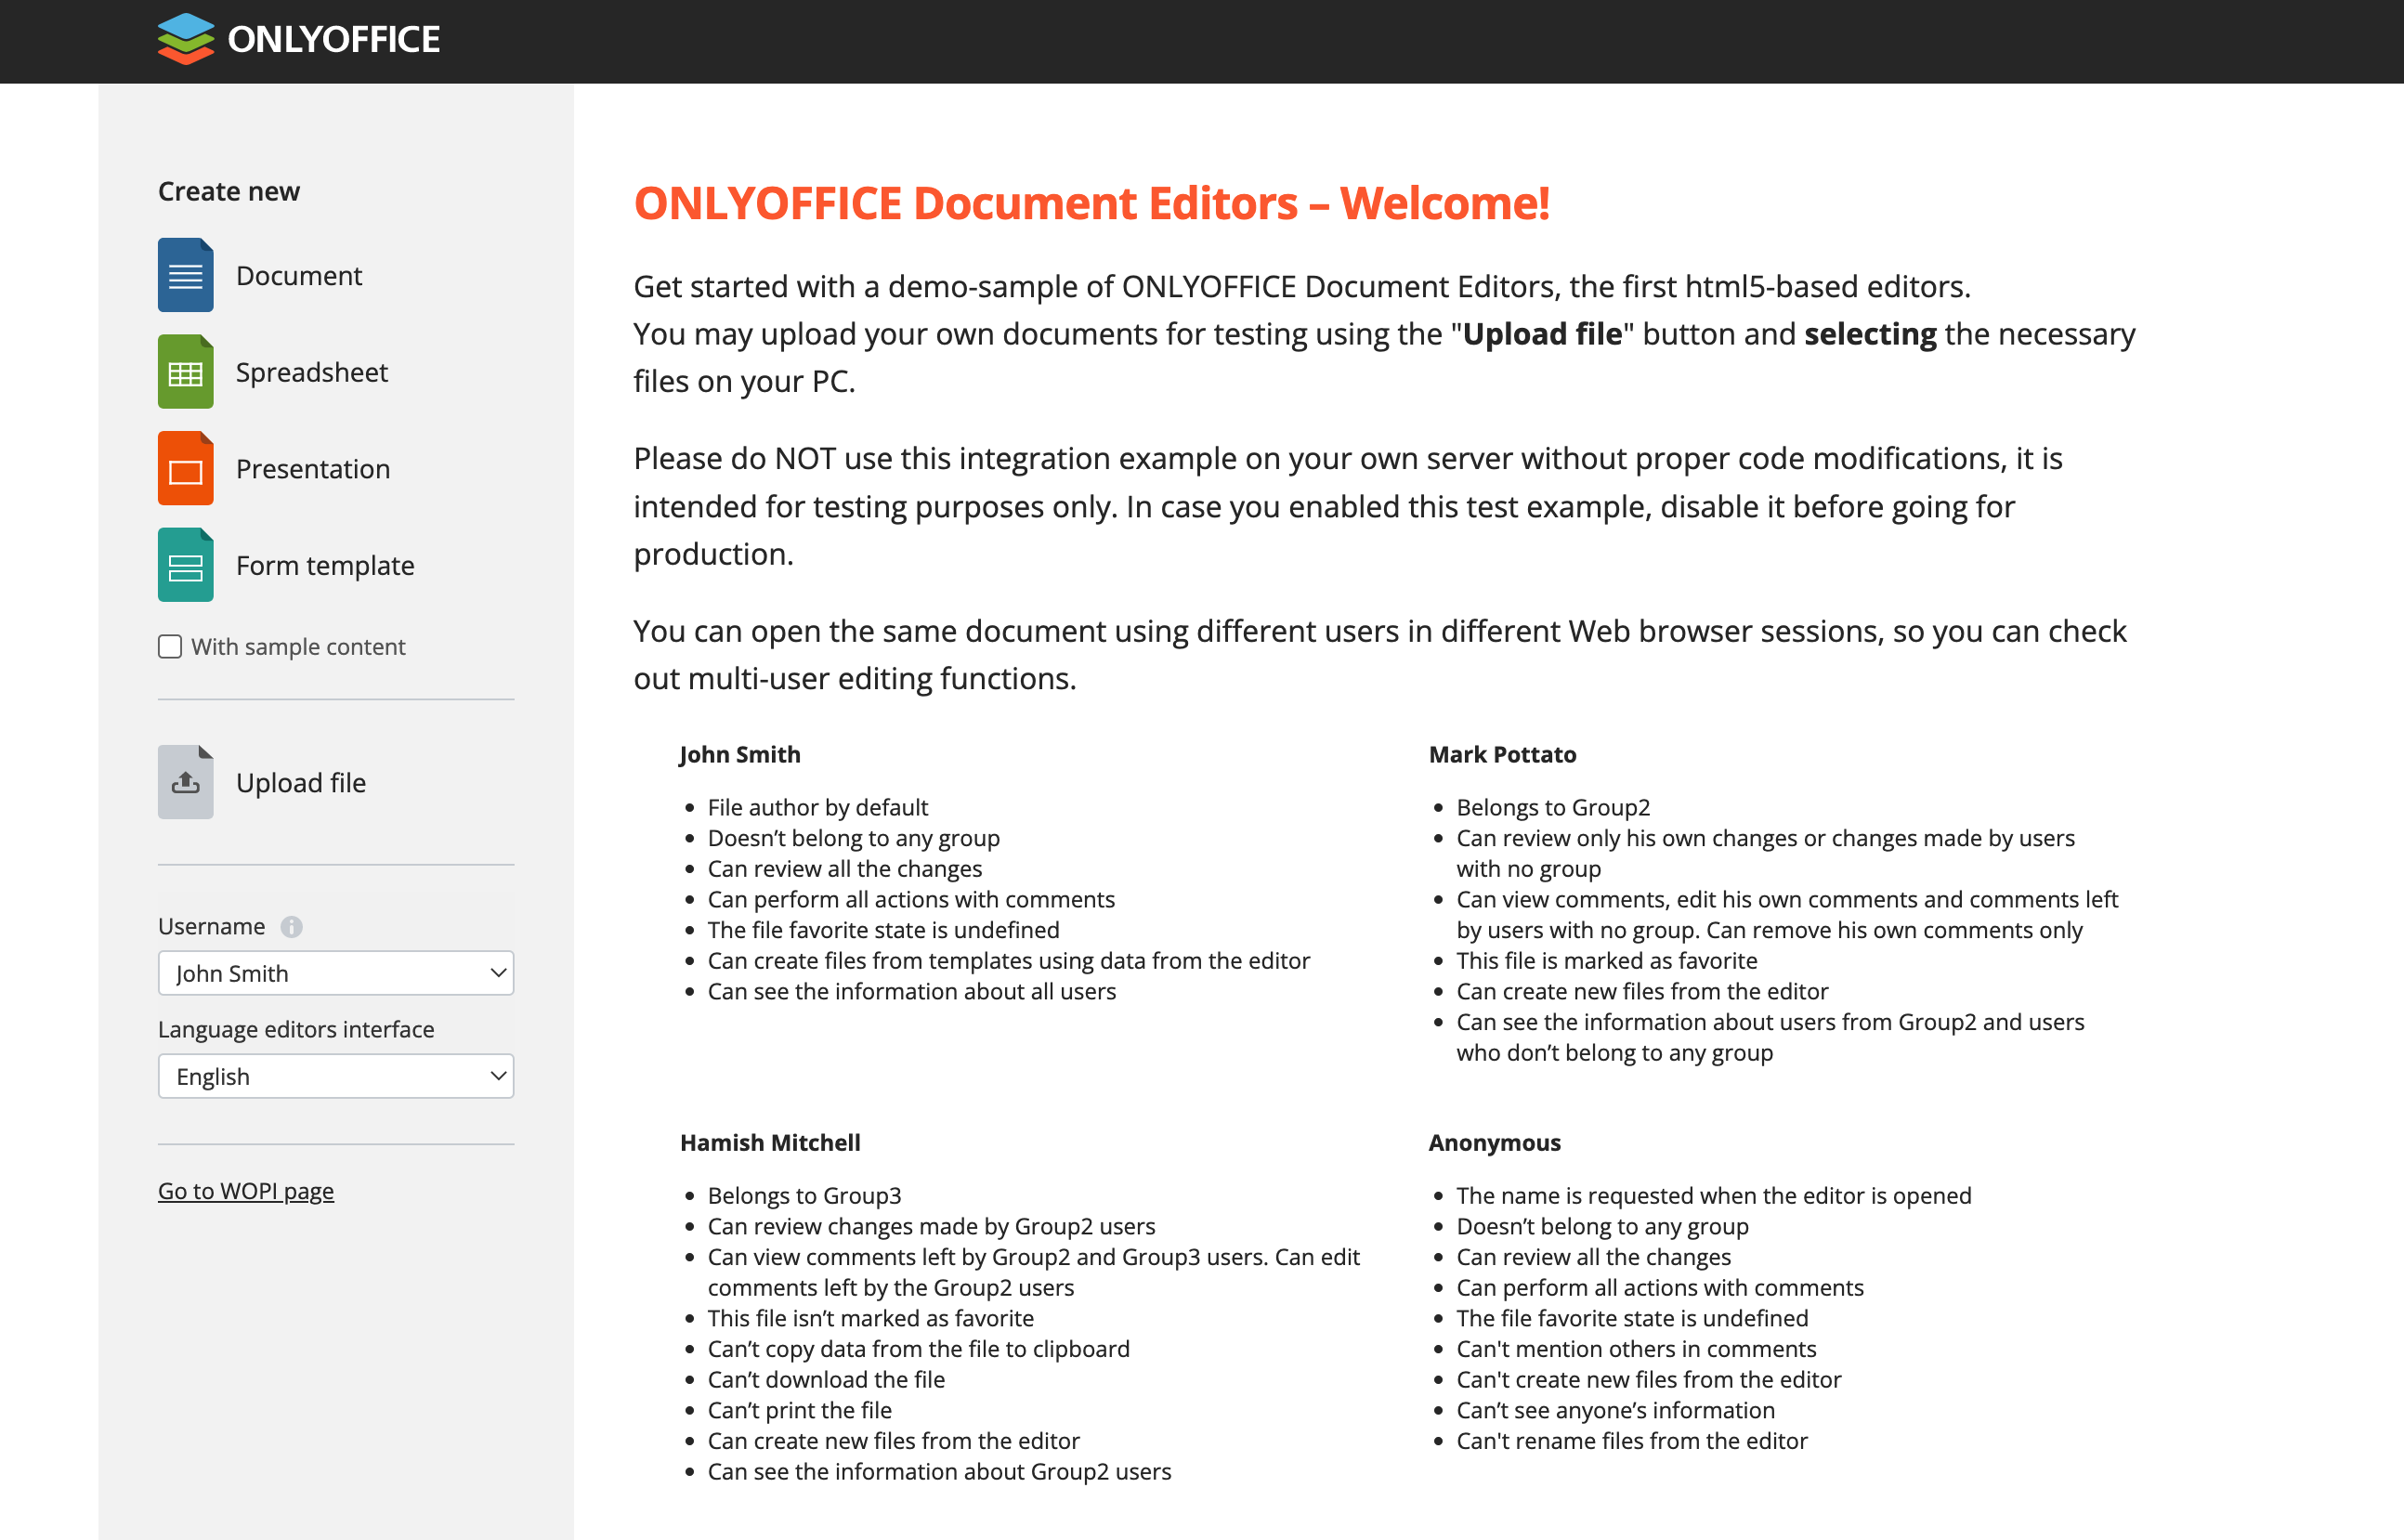 ONLYOFFICE
Create new
Document
Spreadsheet
Presentation
Form template
With sample content
Upload file
Username
John Smith
Language editors interface
English
Go to WOPI page
ONLYOFFICE Document Editors – Welcome!
Get started with a demo-sample of ONLYOFFICE Document Editors, the first html5-based editors.
You may upload your own documents for testing using the "Upload file" button and selecting the necessary
files on your PC.
Please do NOT use this integration example on your own server without proper code modifications, it is
intended for testing purposes only. In case you enabled this test example, disable it before going for
production.
You can open the same document using different users in different Web browser sessions, so you can check
out multi-user editing functions.
John Smith
• File author by default
• Doesn’t belong to any group
• Can review all the changes
• Can perform all actions with comments
• The file favorite state is undefined
• Can create files from templates using data from the editor
• Can see the information about all users
Mark Pottato
• Belongs to Group2
• Can review only his own changes or changes made by users
with no group
• Can view comments, edit his own comments and comments left
by users with no group. Can remove his own comments only
• This file is marked as favorite
• Can create new files from the editor
• Can see the information about users from Group2 and users
who don’t belong to any group
Hamish Mitchell
• Belongs to Group3
• Can review changes made by Group2 users
• Can view comments left by Group2 and Group3 users. Can edit
comments left by the Group2 users
• This file isn’t marked as favorite
• Can’t copy data from the file to clipboard
• Can’t download the file
• Can’t print the file
• Can create new files from the editor
• Can see the information about Group2 users
Anonymous
• The name is requested when the editor is opened
• Doesn’t belong to any group
• Can review all the changes
• Can perform all actions with comments
• The file favorite state is undefined
• Can't mention others in comments
• Can't create new files from the editor
• Can’t see anyone’s information
• Can't rename files from the editor